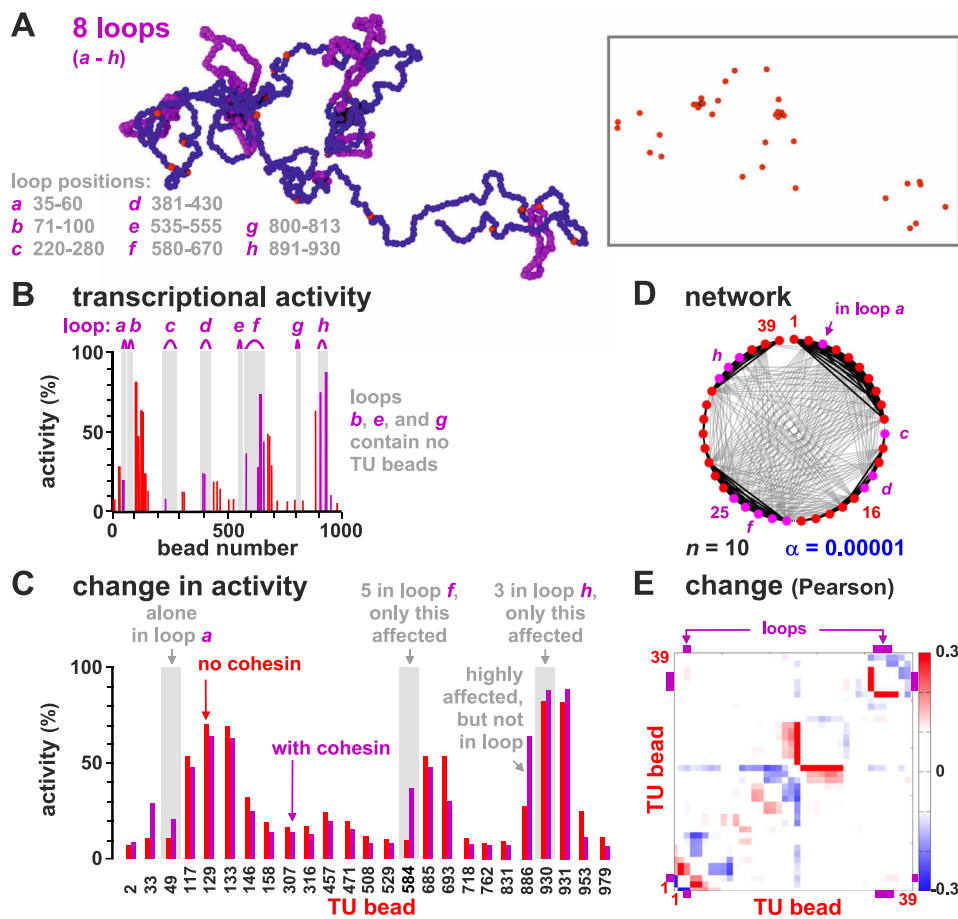 A
8 loops
(a - h)
loop positions:
a 35-60 d 381-430
b 71-100 e 535-555 g 800-813
c 220-280 f 580-670 h 891-930
B transcriptional activity
loop: a b c d e f g h
100
50
0
activity (%)
0 500 1000
bead number
loops
b, e, and g
contain no
TU beads
D network
in loop a
39 1
h
c
d
25
16
f
n = 10 α = 0.00001
C change in activity
alone
in loop a
5 in loop f,
only this
affected
3 in loop h,
only this
affected
highly
affected,
but not
in loop
no cohesin
with cohesin
100
50
0
activity (%)
2 33 49 117 129 133 146 158 307 316 457 471 508 529 584 685 693 718 762 831 886 930 931 953 979
TU bead
E change (Pearson)
loops
39
0.3
0
-0.3
TU bead
1
1 39
TU bead